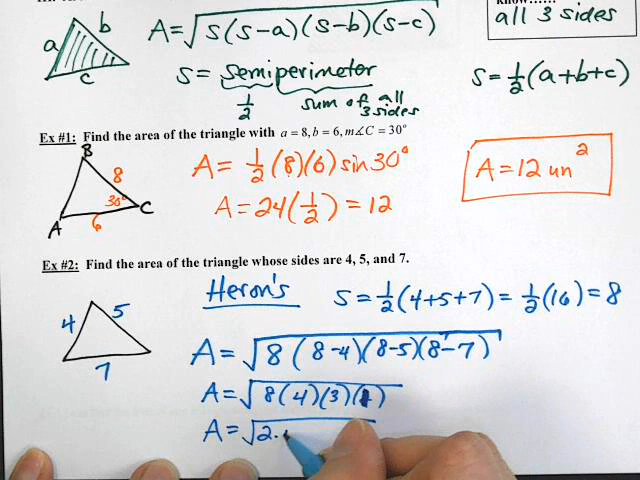 a b c
A=√s(s-a)(s-b)(s-c)
all 3 sides
s= semiperimeter
1/2 sum of all 3 sides
s=1/2(a+b+c)
Ex #1: Find the area of the triangle with a = 8, b = 6, m∠C = 30°
B 8 30° C 6 A
A= 1/2 (8)(6) sin30°
A=24(1/2) = 12
A=12 un²
Ex #2: Find the area of the triangle whose sides are 4, 5, and 7.
Heron's
s=1/2(4+5+7)= 1/2(16)=8
4 5 7
A=√8(8-4)(8-5)(8-7)
A=√8(4)(3)(1)
A=√2·